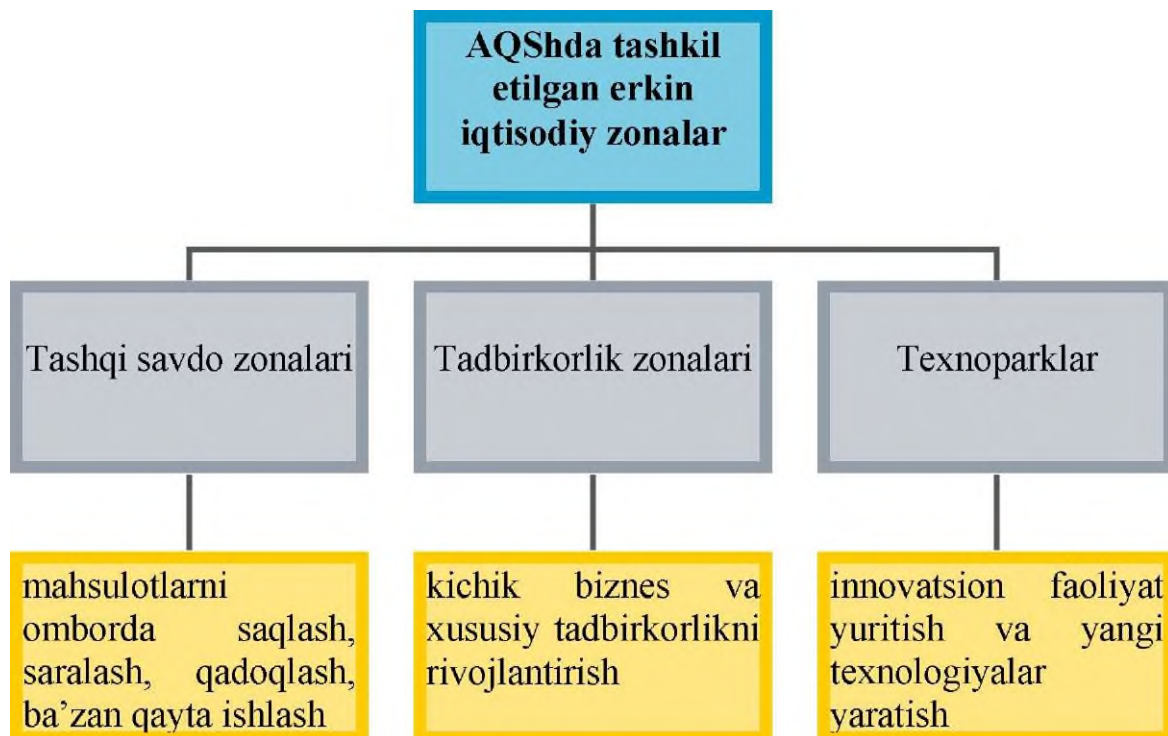 AQShda tashkil
etilgan erkin
iqtisodiy zonalar
Tashqi savdo zonalari
Tadbirkorlik zonalari
Texnoparklar
mahsulotlarni
omborda saqlash,
saralash, qadoqlash,
ba’zan qayta ishlash
kichik biznes va
xususiy tadbirkorlikni
rivojlantirish
innovatsion faoliyat
yuritish va yangi
texnologiyalar
yaratish